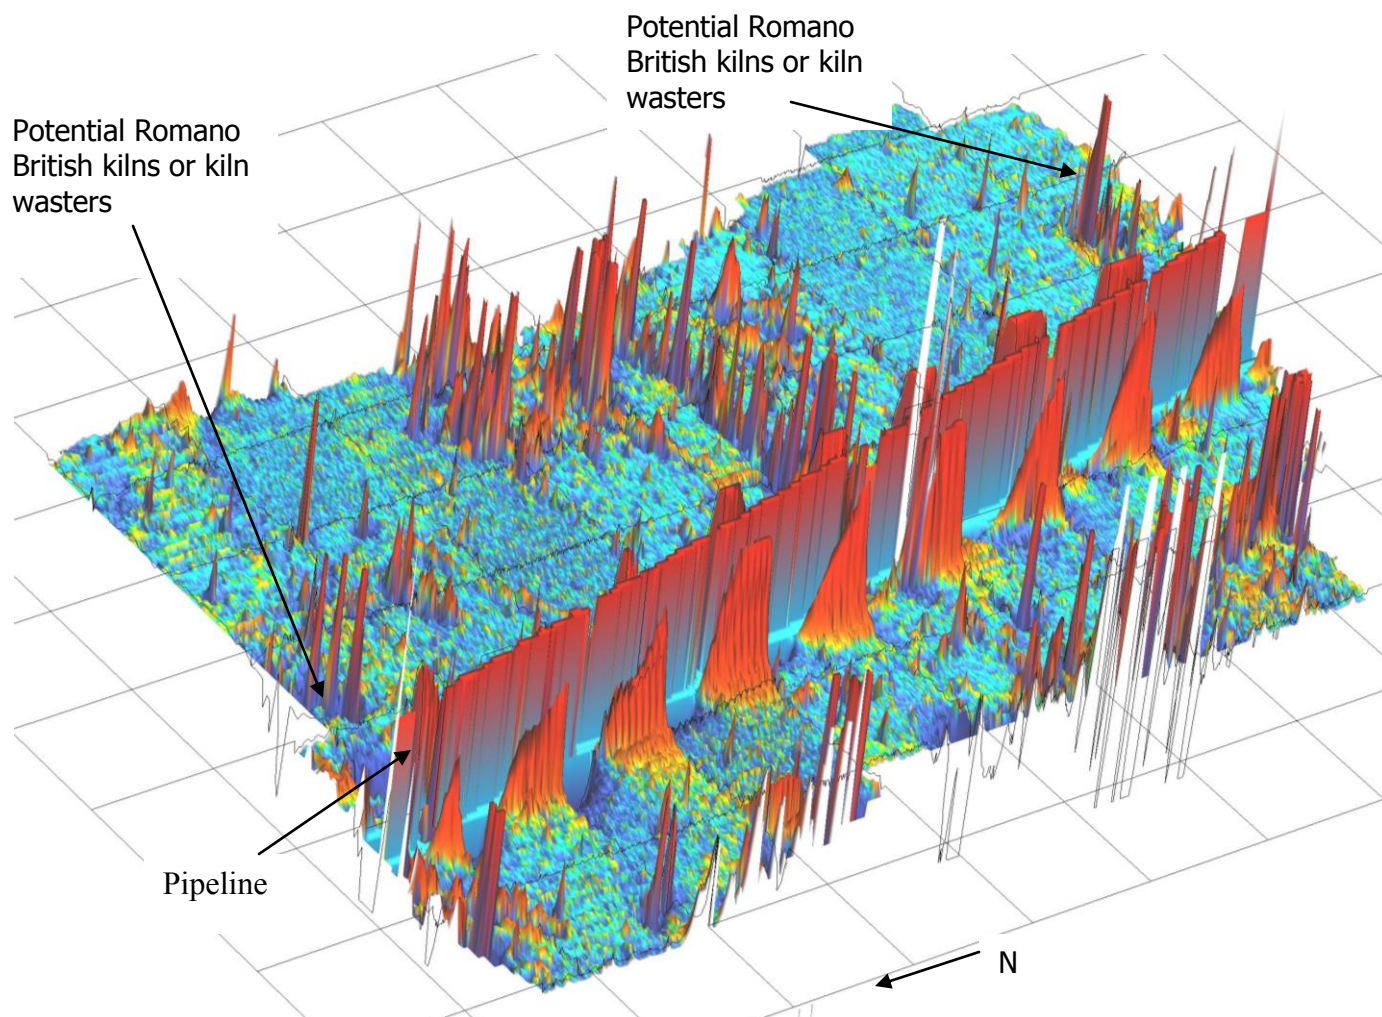 Potential Romano
British kilns or kiln
wasters
Potential Romano
British kilns or kiln
wasters
Pipeline
N